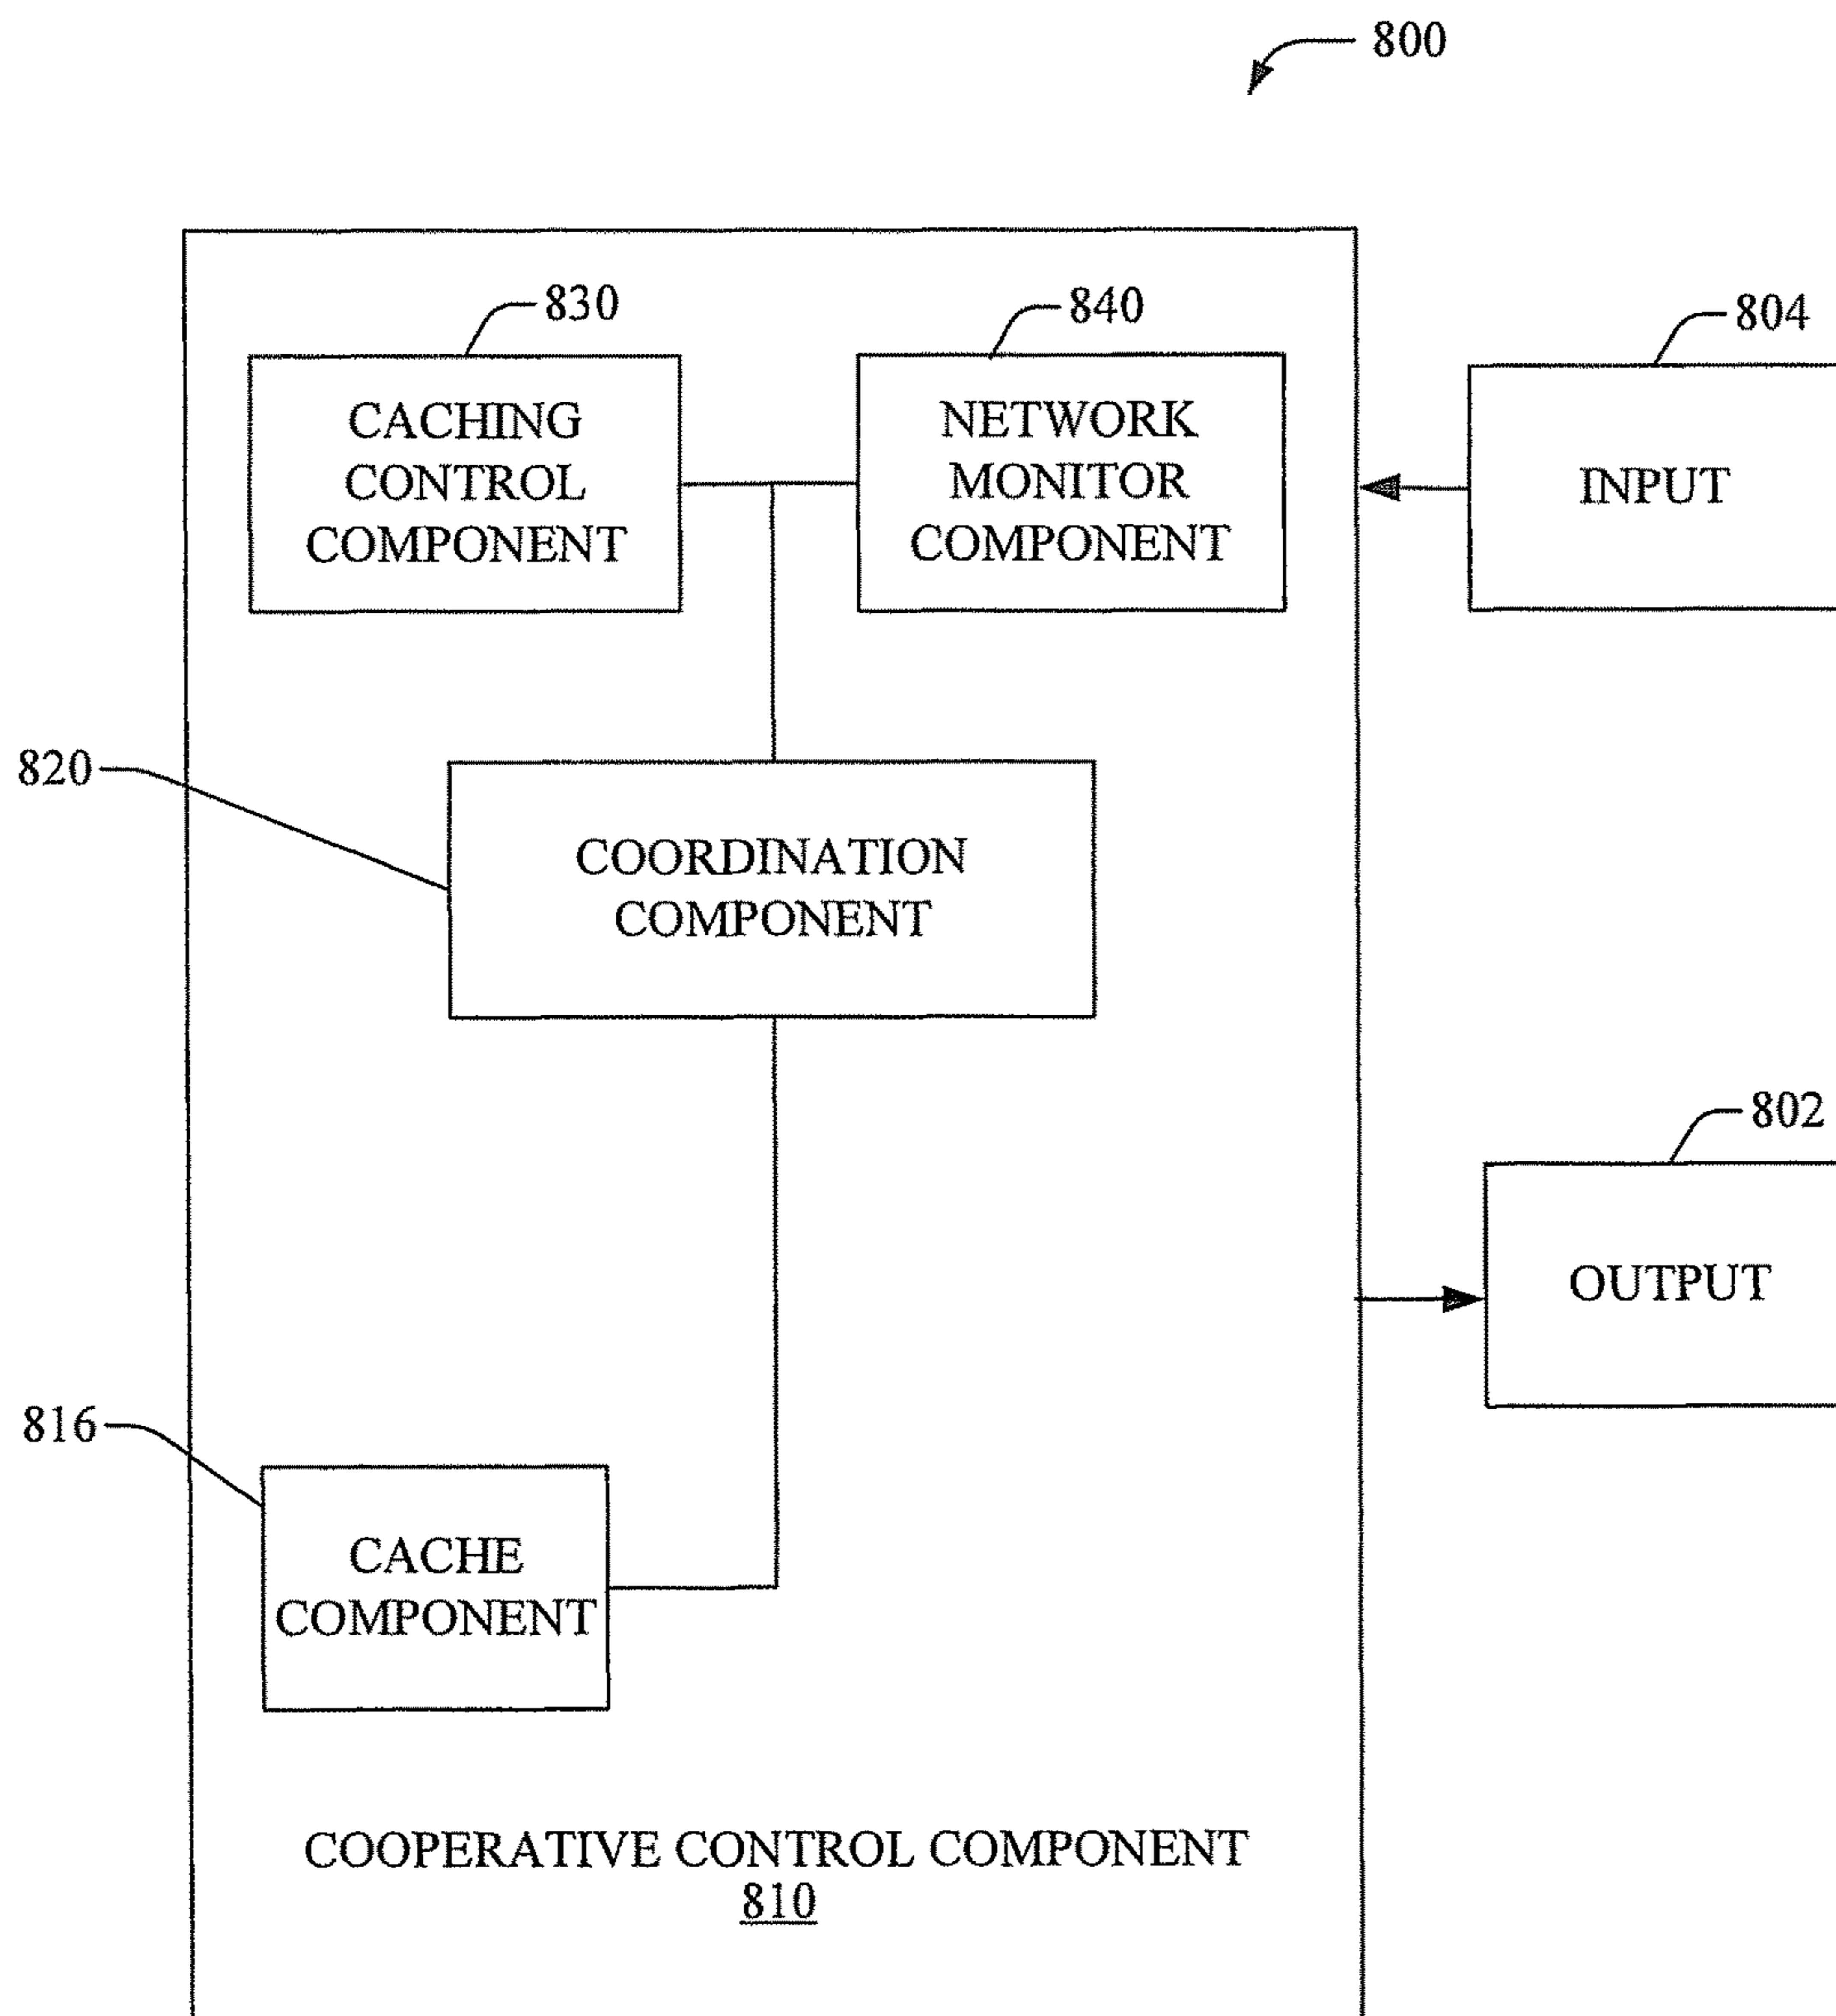 800
830
840
804
CACHING
CONTROL
COMPONENT
NETWORK
MONITOR
COMPONENT
INPUT
820
COORDINATION
COMPONENT
802
OUTPUT
816
CACHE
COMPONENT
COOPERATIVE CONTROL COMPONENT
810